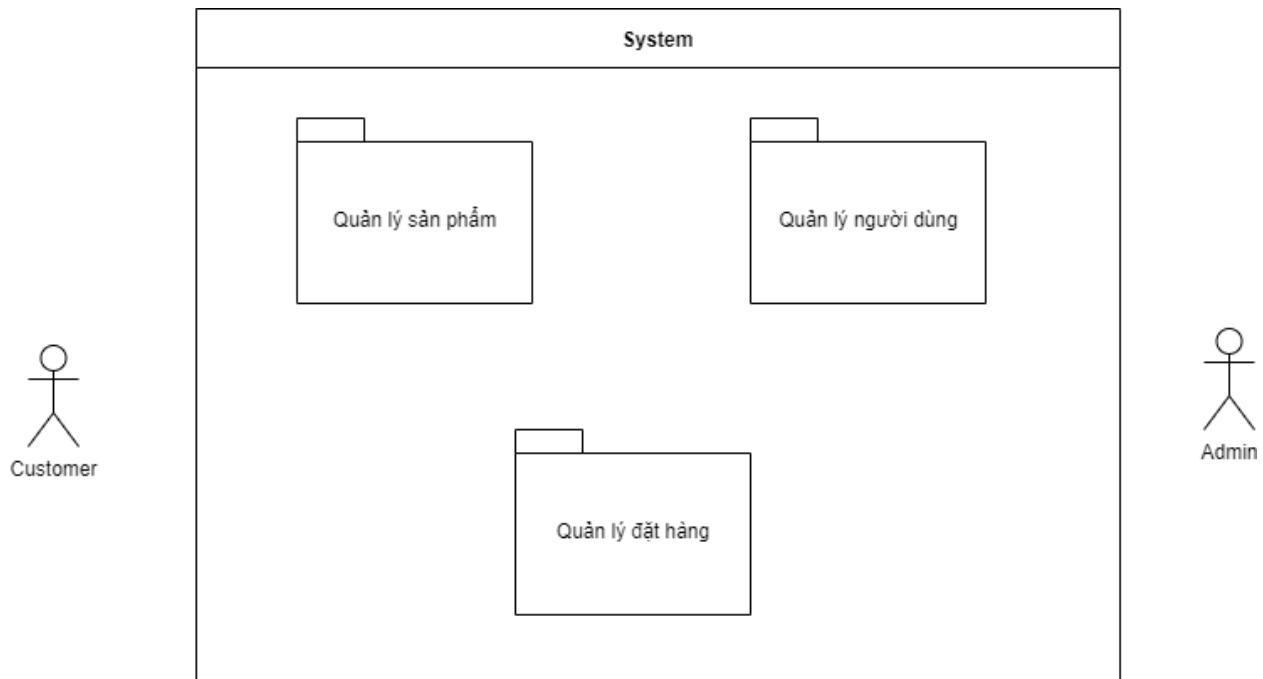 System
Quản lý sản phẩm
Quản lý người dùng
Customer
Admin
Quản lý đặt hàng